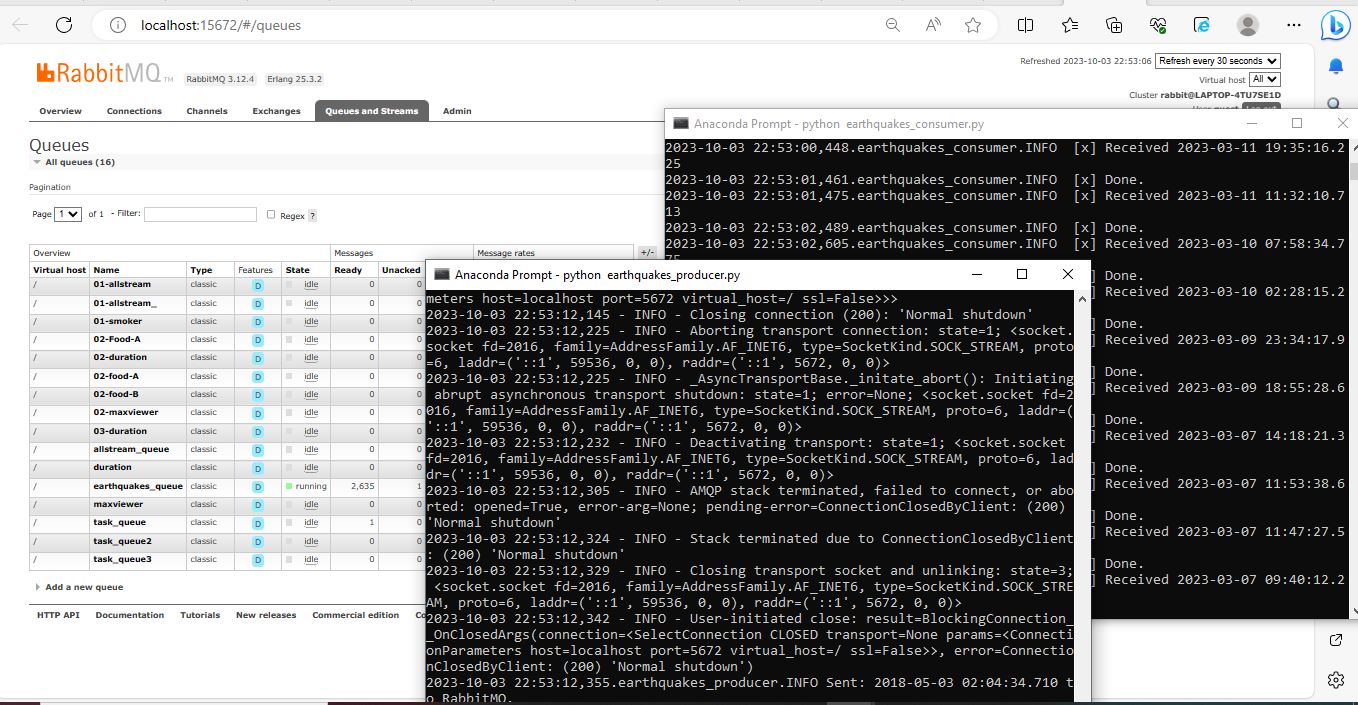 localhost:15672/#/queues
RabbitMQ TM RabbitMQ 3.12.4 Erlang 25.3.2
Refreshed 2023-10-03 22:53:06 Refresh every 30 seconds
Virtual host All
Cluster rabbit@LAPTOP-4TU7SE1D
Overview Connections Channels Exchanges Queues and Streams Admin
Queues
All queues (16)
Pagination
Page 1 of 1 - Filter: Regex ?
Overview Messages Message rates +/-
Virtual host Name Type Features State Ready Unacked
/ 01-allstream classic D idle 0 0
/ 01-allstream_ classic D idle 0 0
/ 01-smoker classic D idle 0 0
/ 02-Food-A classic D idle 0 0
/ 02-duration classic D idle 0 0
/ 02-food-A classic D idle 0 0
/ 02-food-B classic D idle 0 0
/ 02-maxviewer classic D idle 0 0
/ 03-duration classic D idle 0 0
/ allstream_queue classic D idle 0 0
/ duration classic D idle 0 0
/ earthquakes_queue classic D running 2,635 1
/ maxviewer classic D idle 0 0
/ task_queue classic D idle 1 0
/ task_queue2 classic D idle 0 0
/ task_queue3 classic D idle 0 0
Add a new queue
HTTP API Documentation Tutorials New releases Commercial edition
Anaconda Prompt - python earthquakes_consumer.py
2023-10-03 22:53:00,448.earthquakes_consumer.INFO [x] Received 2023-03-11 19:35:16.2
25
2023-10-03 22:53:01,461.earthquakes_consumer.INFO [x] Done.
2023-10-03 22:53:01,475.earthquakes_consumer.INFO [x] Received 2023-03-11 11:32:10.7
13
2023-10-03 22:53:02,489.earthquakes_consumer.INFO [x] Done.
2023-10-03 22:53:02,605.earthquakes_consumer.INFO [x] Received 2023-03-10 07:58:34.7
] Done.
] Received 2023-03-10 02:28:15.2
] Done.
] Received 2023-03-09 23:34:17.9
] Done.
] Received 2023-03-09 18:55:28.6
] Done.
] Received 2023-03-07 14:18:21.3
] Done.
] Received 2023-03-07 11:53:38.6
] Done.
] Received 2023-03-07 11:47:27.5
] Done.
] Received 2023-03-07 09:40:12.2
Anaconda Prompt - python earthquakes_producer.py
meters host=localhost port=5672 virtual_host=/ ssl=False>>>
2023-10-03 22:53:12,145 - INFO - Closing connection (200): 'Normal shutdown'
2023-10-03 22:53:12,225 - INFO - Aborting transport connection: state=1; <socket.
socket fd=2016, family=AddressFamily.AF_INET6, type=SocketKind.SOCK_STREAM, proto
=6, laddr=('::1', 59536, 0, 0), raddr=('::1', 5672, 0, 0)>
2023-10-03 22:53:12,225 - INFO - _AsyncTransportBase._initate_abort(): Initiating
abrupt asynchronous transport shutdown: state=1; error=None; <socket.socket fd=2
016, family=AddressFamily.AF_INET6, type=SocketKind.SOCK_STREAM, proto=6, laddr=(
'::1', 59536, 0, 0), raddr=('::1', 5672, 0, 0)>
2023-10-03 22:53:12,232 - INFO - Deactivating transport: state=1; <socket.socket
fd=2016, family=AddressFamily.AF_INET6, type=SocketKind.SOCK_STREAM, proto=6, lad
dr=('::1', 59536, 0, 0), raddr=('::1', 5672, 0, 0)>
2023-10-03 22:53:12,305 - INFO - AMQP stack terminated, failed to connect, or abo
rted: opened=True, error-arg=None; pending-error=ConnectionClosedByClient: (200)
'Normal shutdown'
2023-10-03 22:53:12,324 - INFO - Stack terminated due to ConnectionClosedByClient
: (200) 'Normal shutdown'
2023-10-03 22:53:12,329 - INFO - Closing transport socket and unlinking: state=3;
<socket.socket fd=2016, family=AddressFamily.AF_INET6, type=SocketKind.SOCK_STRE
AM, proto=6, laddr=('::1', 59536, 0, 0), raddr=('::1', 5672, 0, 0)>
2023-10-03 22:53:12,342 - INFO - User-initiated close: result=BlockingConnection_
_OnClosedArgs(connection=<SelectConnection CLOSED transport=None params=<Connecti
onParameters host=localhost port=5672 virtual_host=/ ssl=False>>, error=Connectio
nClosedByClient: (200) 'Normal shutdown')
2023-10-03 22:53:12,355.earthquakes_producer.INFO Sent: 2018-05-03 02:04:34.710 t
o RabbitMQ.